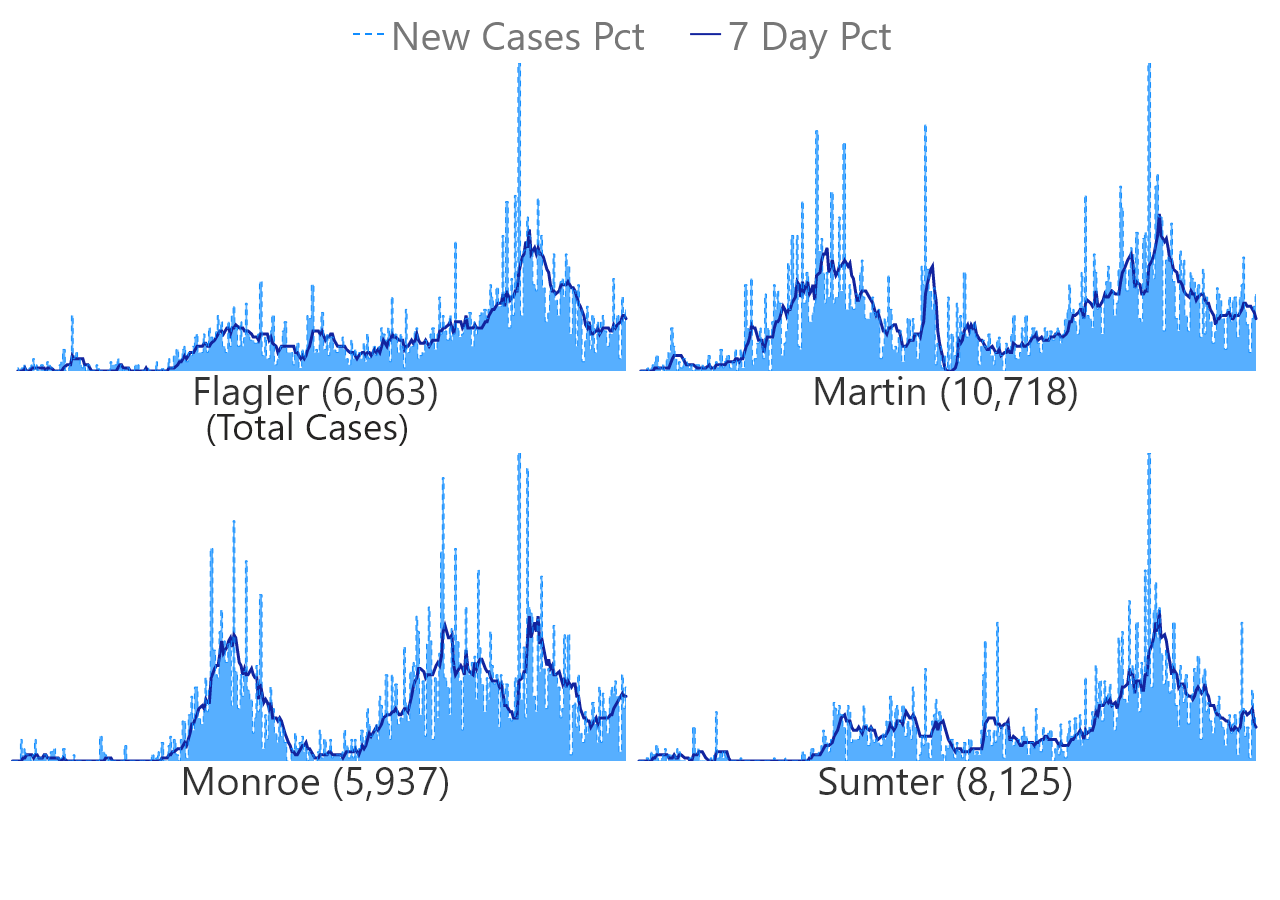 New Cases Pct 7 Day Pct
Flagler (6,063) Martin (10,718)
(Total Cases)
Monroe (5,937) Sumter (8,125)